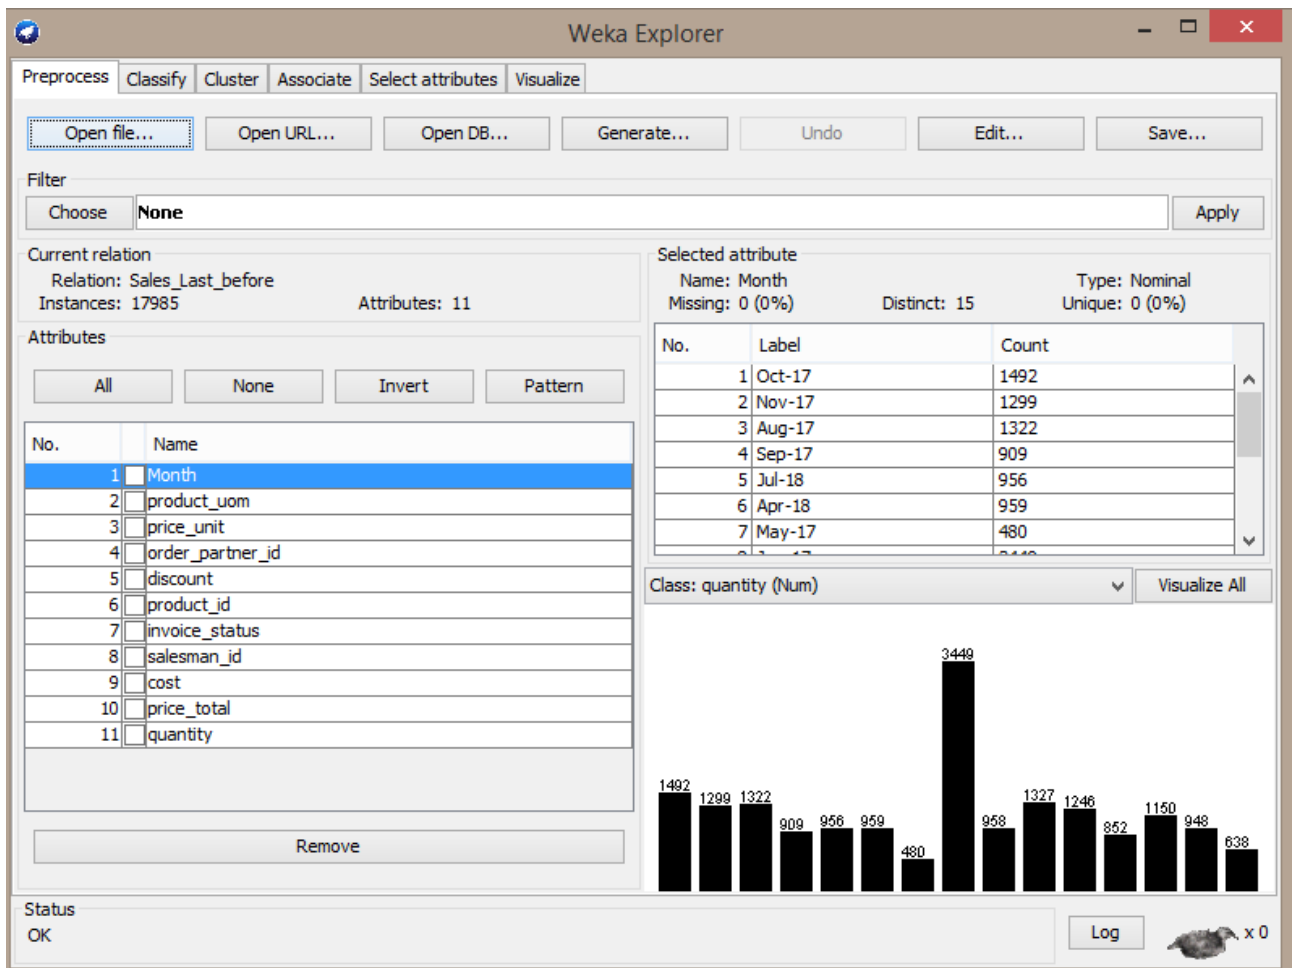 Weka Explorer
Preprocess Classify Cluster Associate Select attributes Visualize
Open file... Open URL... Open DB... Generate... Undo Edit... Save...
Filter
Choose None Apply
Current relation
Relation: Sales_Last_before
Instances: 17985 Attributes: 11
Attributes
All None Invert Pattern
No. Name
1 Month
2 product_uom
3 price_unit
4 order_partner_id
5 discount
6 product_id
7 invoice_status
8 salesman_id
9 cost
10 price_total
11 quantity
Remove
Selected attribute
Name: Month Type: Nominal
Missing: 0 (0%) Distinct: 15 Unique: 0 (0%)
No. Label Count
1 Oct-17 1492
2 Nov-17 1299
3 Aug-17 1322
4 Sep-17 909
5 Jul-18 956
6 Apr-18 959
7 May-17 480
Class: quantity (Num) Visualize All
1492 1299 1322 909 956 959 480 3449 958 1327 1246 852 1150 948 638
Status
OK
Log x 0